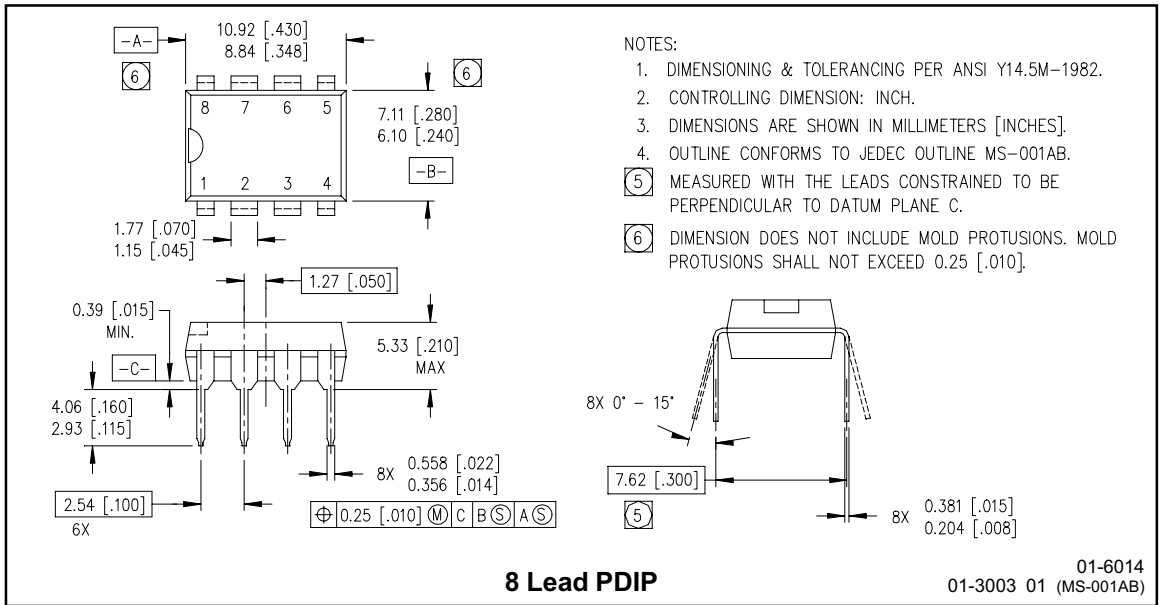 -A-
10.92 [.430]
8.84 [.348]
6
6
8 7 6 5
1 2 3 4
7.11 [.280]
6.10 [.240]
-B-
1.77 [.070]
1.15 [.045]
1.27 [.050]
0.39 [.015]
MIN.
-C-
5.33 [.210]
MAX
4.06 [.160]
2.93 [.115]
2.54 [.100]
6X
8X 0.558 [.022]
0.356 [.014]
⌖ 0.25 [.010] Ⓜ C B Ⓢ A Ⓢ
NOTES:
1. DIMENSIONING & TOLERANCING PER ANSI Y14.5M-1982.
2. CONTROLLING DIMENSION: INCH.
3. DIMENSIONS ARE SHOWN IN MILLIMETERS [INCHES].
4. OUTLINE CONFORMS TO JEDEC OUTLINE MS-001AB.
5 MEASURED WITH THE LEADS CONSTRAINED TO BE
PERPENDICULAR TO DATUM PLANE C.
6 DIMENSION DOES NOT INCLUDE MOLD PROTUSIONS. MOLD
PROTUSIONS SHALL NOT EXCEED 0.25 [.010].
8X 0° - 15°
7.62 [.300]
5
8X 0.381 [.015]
0.204 [.008]
8 Lead PDIP
01-6014
01-3003 01 (MS-001AB)